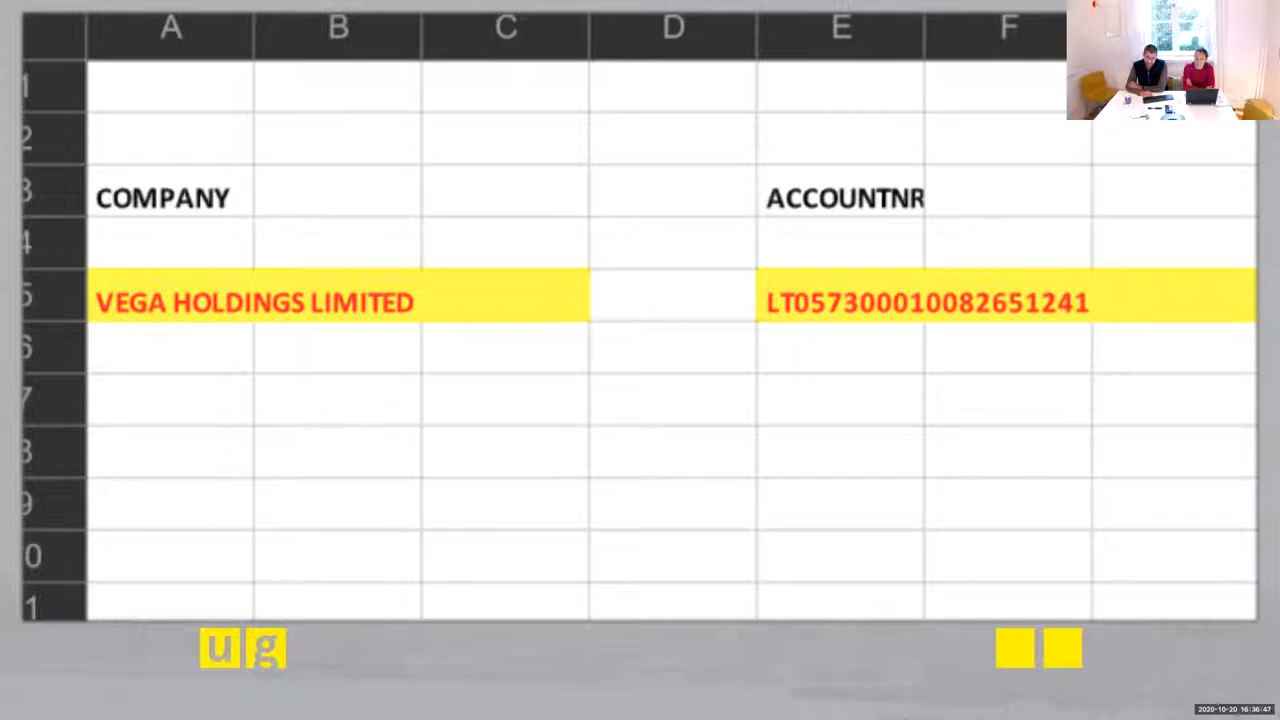 A B C D E F
1
2
3 COMPANY ACCOUNTNR
4
5 VEGA HOLDINGS LIMITED LT057300010082651241
6
7
8
9
0
1
ug
2020-10-20 16:36:47